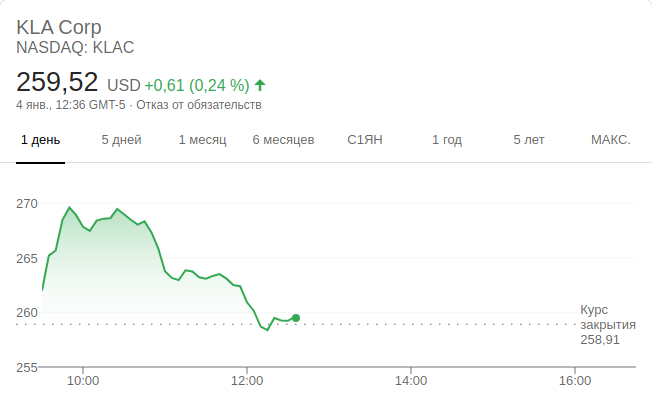 KLA Corp
NASDAQ: KLAC
259,52 USD +0,61 (0,24 %)
4 янв., 12:36 GMT-5 · Отказ от обязательств
1 день 5 дней 1 месяц 6 месяцев С1ЯН 1 год 5 лет МАКС.
270
265
260
255
Курс
закрытия
258,91
10:00 12:00 14:00 16:00